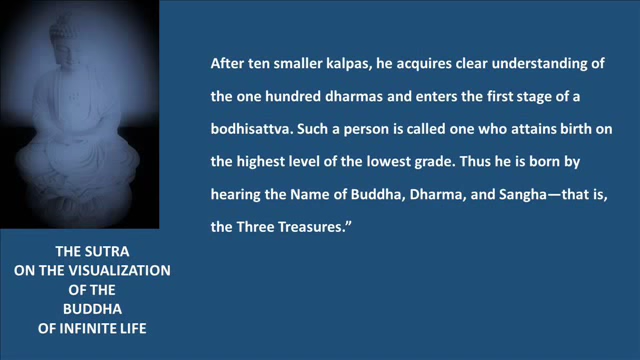 After ten smaller kalpas, he acquires clear understanding of
the one hundred dharmas and enters the first stage of a
bodhisattva. Such a person is called one who attains birth on
the highest level of the lowest grade. Thus he is born by
hearing the Name of Buddha, Dharma, and Sangha—that is,
the Three Treasures.”
THE SUTRA
ON THE VISUALIZATION
OF THE
BUDDHA
OF INFINITE LIFE